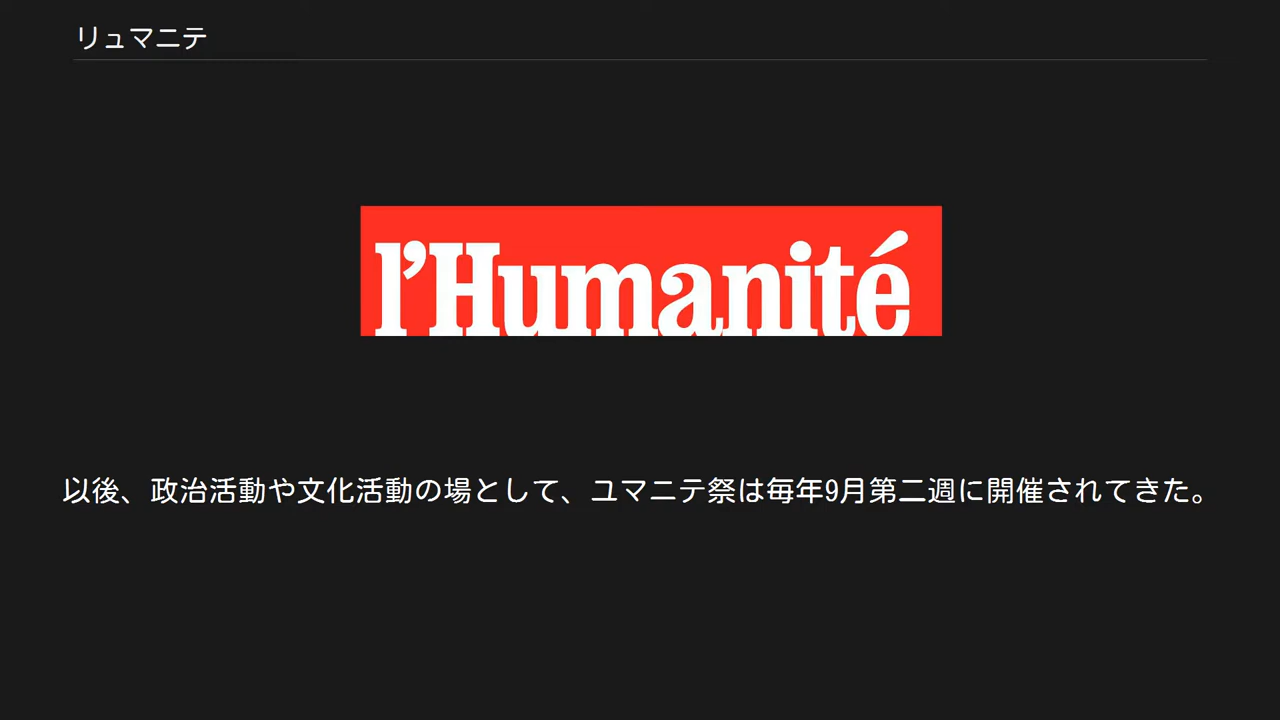 リュマニテ
l’Humanité
以後、政治活動や文化活動の場として、ユマニテ祭は毎年9月第二週に開催されてきた。